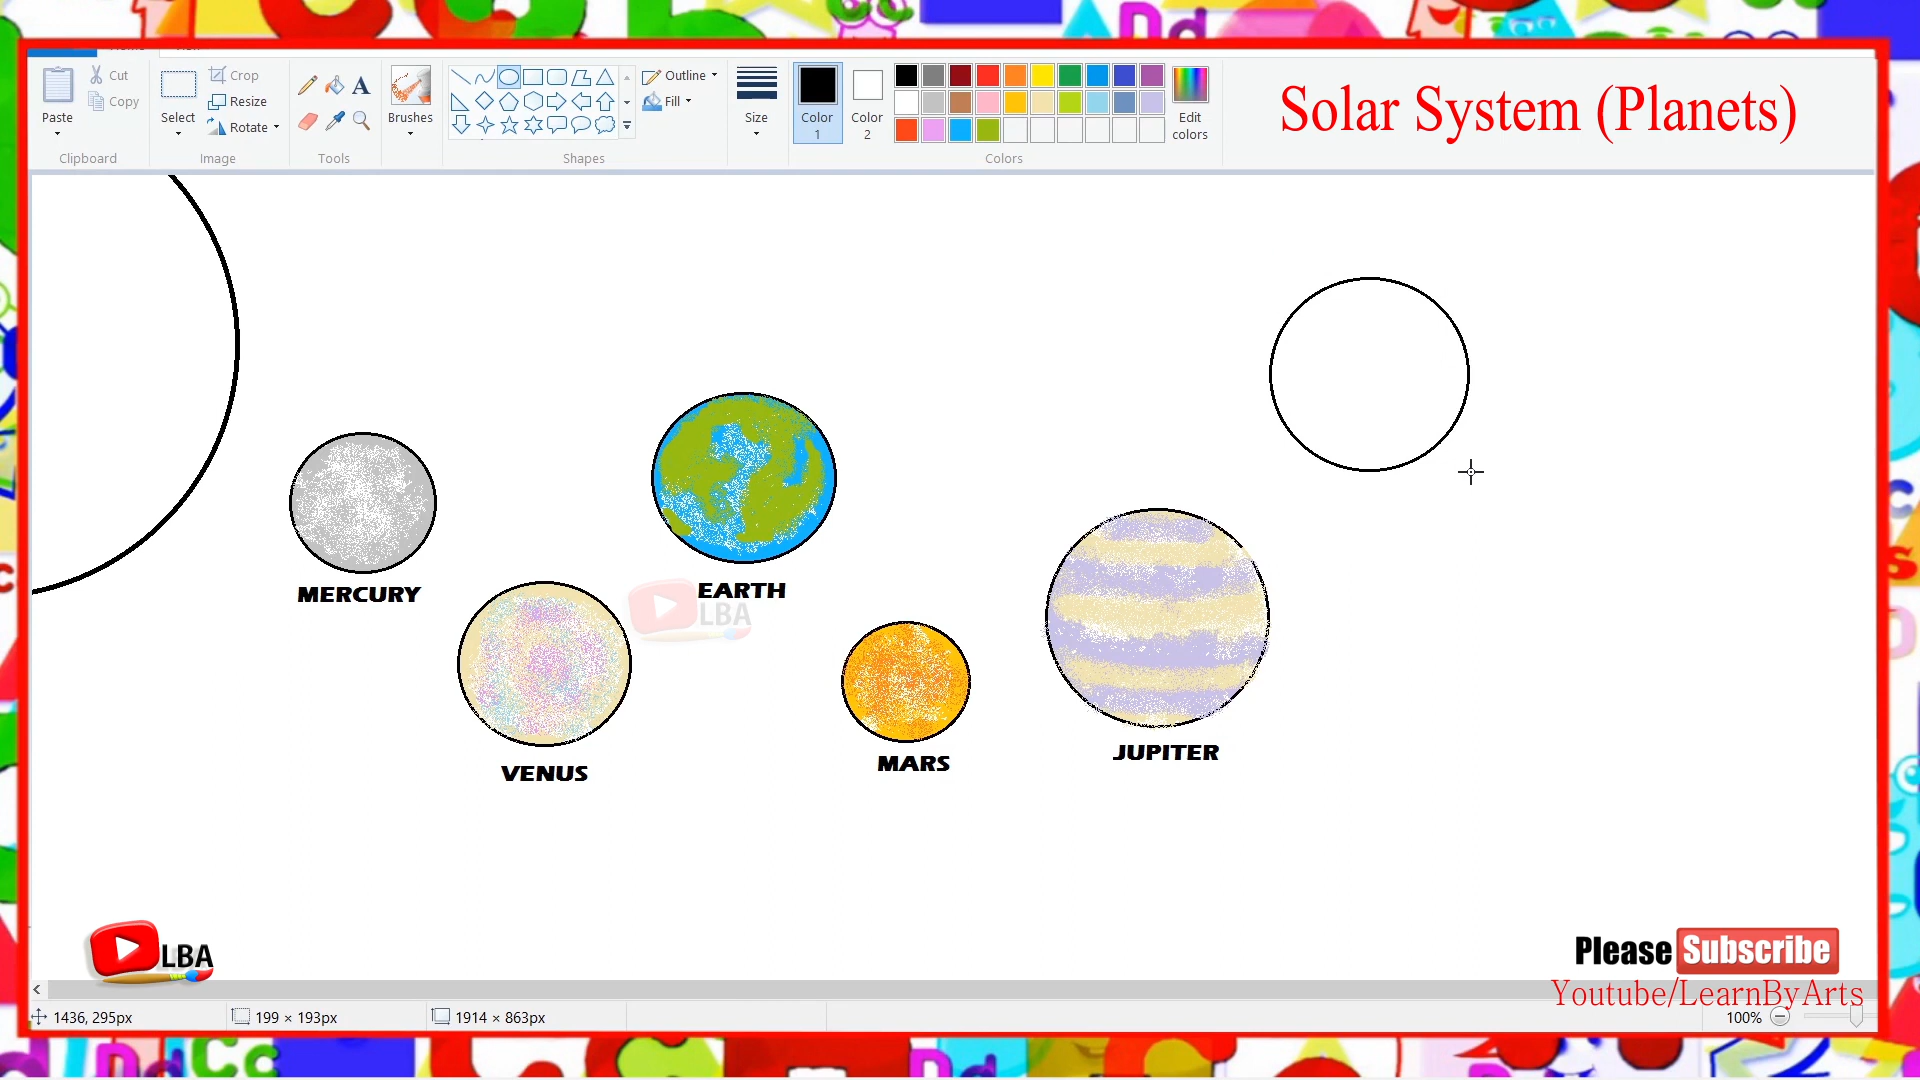 Solar System (Planets)
Paste
Cut
Copy
Clipboard
Select
Crop
Resize
Rotate
Image
A
Tools
Brushes
Shapes
Outline
Fill
Size
Color 1
Color 2
Edit colors
Colors
MERCURY
EARTH
LBA
VENUS
MARS
JUPITER
LBA
Please Subscribe
Youtube/LearnByArts
1436, 295px
199 × 193px
1914 × 863px
100%